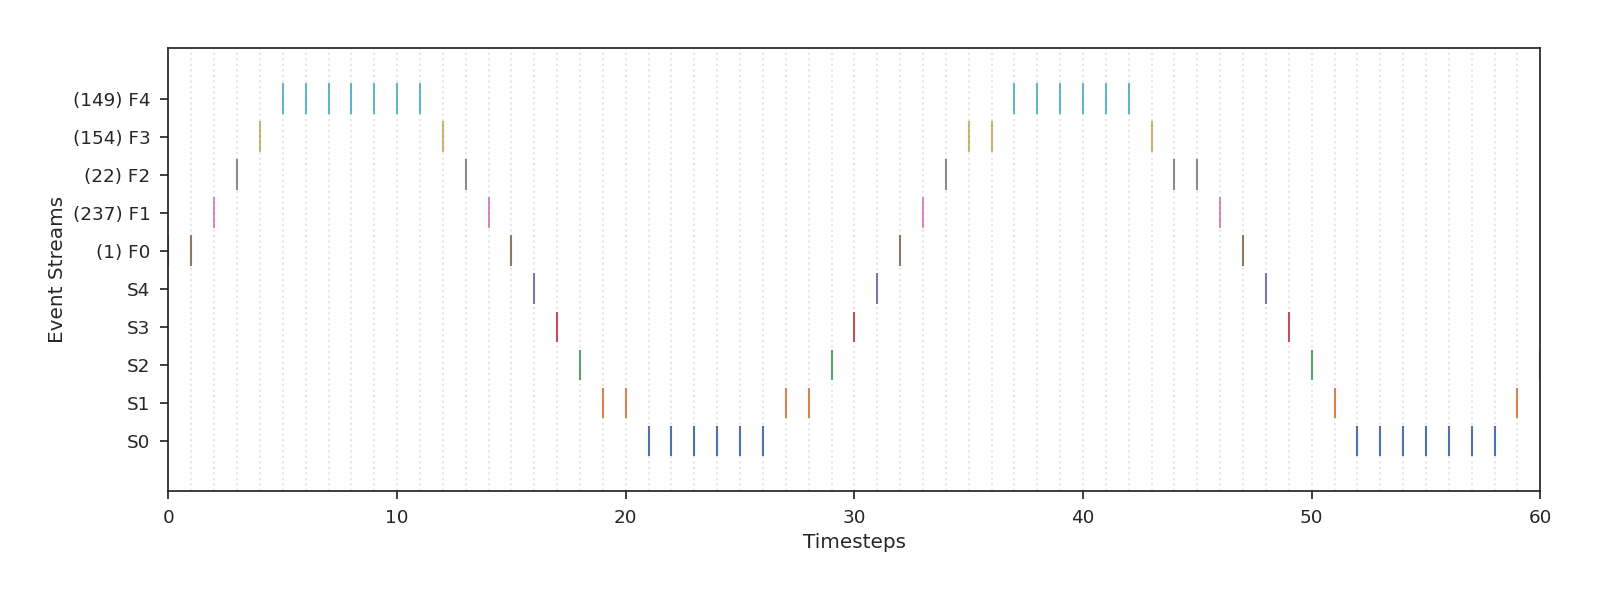 (149) F4
(154) F3
(22) F2
(237) F1
(1) F0
S4
S3
S2
S1
S0
Event Streams
0 10 20 30 40 50 60
Timesteps